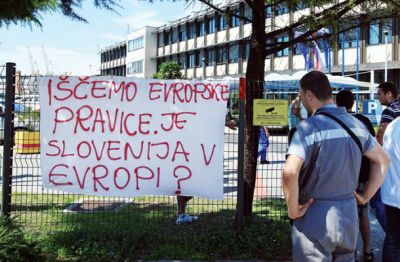 IŠČEMO EVROPSKE
PRAVICE. JE
SLOVENIJA V
EVROPI?
P